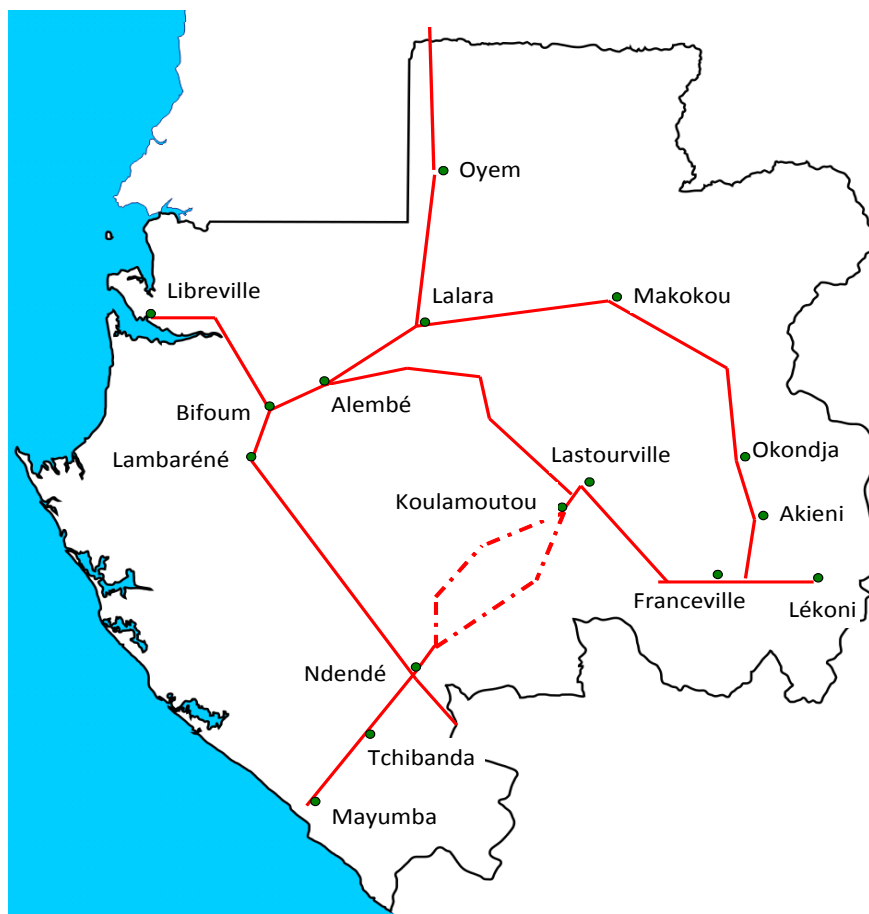 Oyem
Libreville
Lalara
Makokou
Bifoum
Alembé
Lambaréné
Lastourville
Okondja
Koulamoutou
Akieni
Franceville
Lékoni
Ndendé
Tchibanda
Mayumba